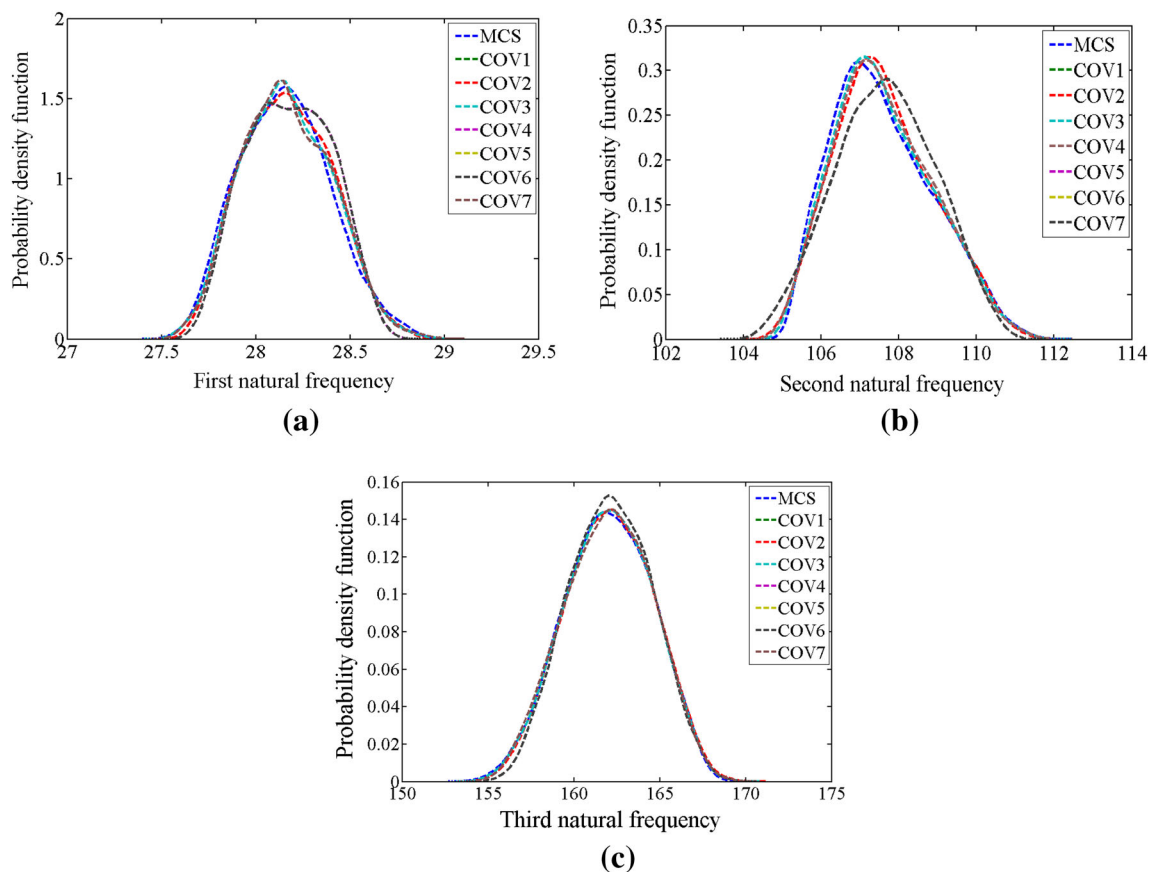 Probability density function
2
1.5
1
0.5
0
27
27.5
28
28.5
29
29.5
First natural frequency
MCS
COV1
COV2
COV3
COV4
COV5
COV6
COV7
(a)
Probability density function
0.35
0.3
0.25
0.2
0.15
0.1
0.05
0
102
104
106
108
110
112
114
Second natural frequency
MCS
COV1
COV2
COV3
COV4
COV5
COV6
COV7
(b)
Probability density function
0.16
0.14
0.12
0.1
0.08
0.06
0.04
0.02
0
150
155
160
165
170
175
Third natural frequency
MCS
COV1
COV2
COV3
COV4
COV5
COV6
COV7
(c)